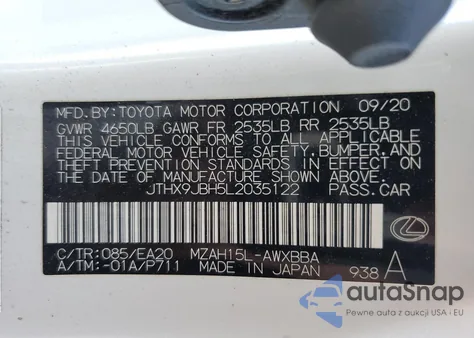 MFD. BY: TOYOTA MOTOR CORPORATION 09/20
GVWR 4650LB GAWR FR 2535LB RR 2535LB
THIS VEHICLE CONFORMS TO ALL APPLICABLE
FEDERAL MOTOR VEHICLE SAFETY, BUMPER, AND
THEFT PREVENTION STANDARDS IN EFFECT ON
THE DATE OF MANUFACTURE SHOWN ABOVE.
JTHX9JBH5L2035122 PASS. CAR
C/TR: 085/EA20 MZAH15L-AWXBBA
A/TM: -01A/P711 MADE IN JAPAN 938 A
autoSnap
Pewne auta z aukcji USA i EU